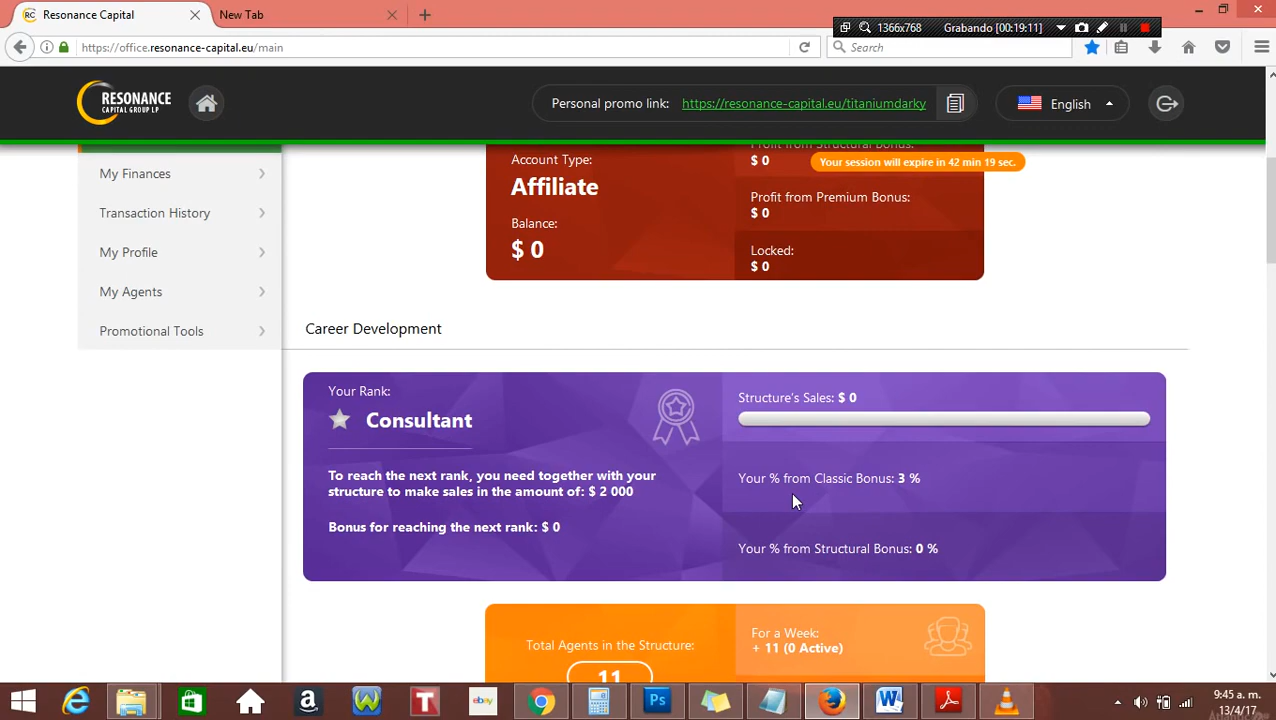 Resonance Capital
New Tab
1366x768
Grabando [00:19:11]
https://office.resonance-capital.eu/main
Search
RESONANCE
CAPITAL GROUP LP
Personal promo link:
https://resonance-capital.eu/titaniumdarky
English
My Finances
Transaction History
My Profile
My Agents
Promotional Tools
Account Type:
Affiliate
Balance:
$ 0
Profit from Structural Bonus:
$ 0
Your session will expire in 42 min 19 sec.
Profit from Premium Bonus:
$ 0
Locked:
$ 0
Career Development
Your Rank:
Consultant
To reach the next rank, you need together with your
structure to make sales in the amount of: $ 2 000
Bonus for reaching the next rank: $ 0
Structure's Sales: $ 0
Your % from Classic Bonus: 3 %
Your % from Structural Bonus: 0 %
Total Agents in the Structure:
11
For a Week:
+ 11 (0 Active)
9:45 a. m.
13/4/17